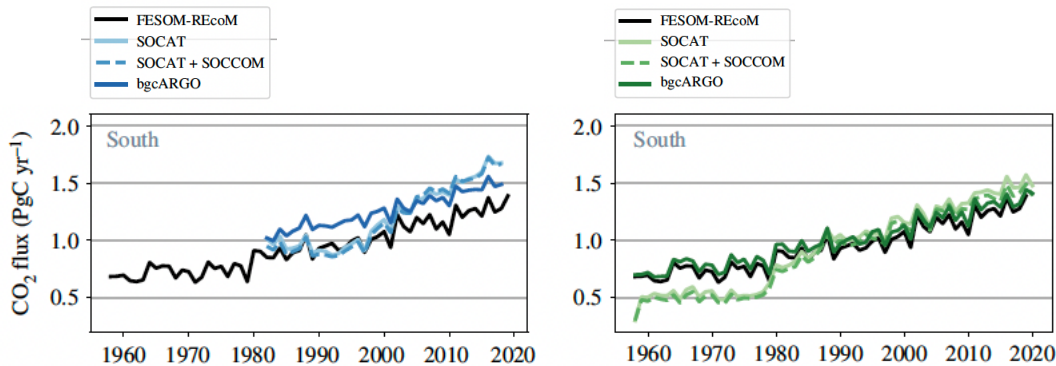 FESOM-REcoM
SOCAT
SOCAT + SOCCOM
bgcARGO
FESOM-REcoM
SOCAT
SOCAT + SOCCOM
bgcARGO
CO₂ flux (PgC yr⁻¹)
2.0
1.5
1.0
0.5
South
1960 1970 1980 1990 2000 2010 2020
2.0
1.5
1.0
0.5
South
1960 1970 1980 1990 2000 2010 2020